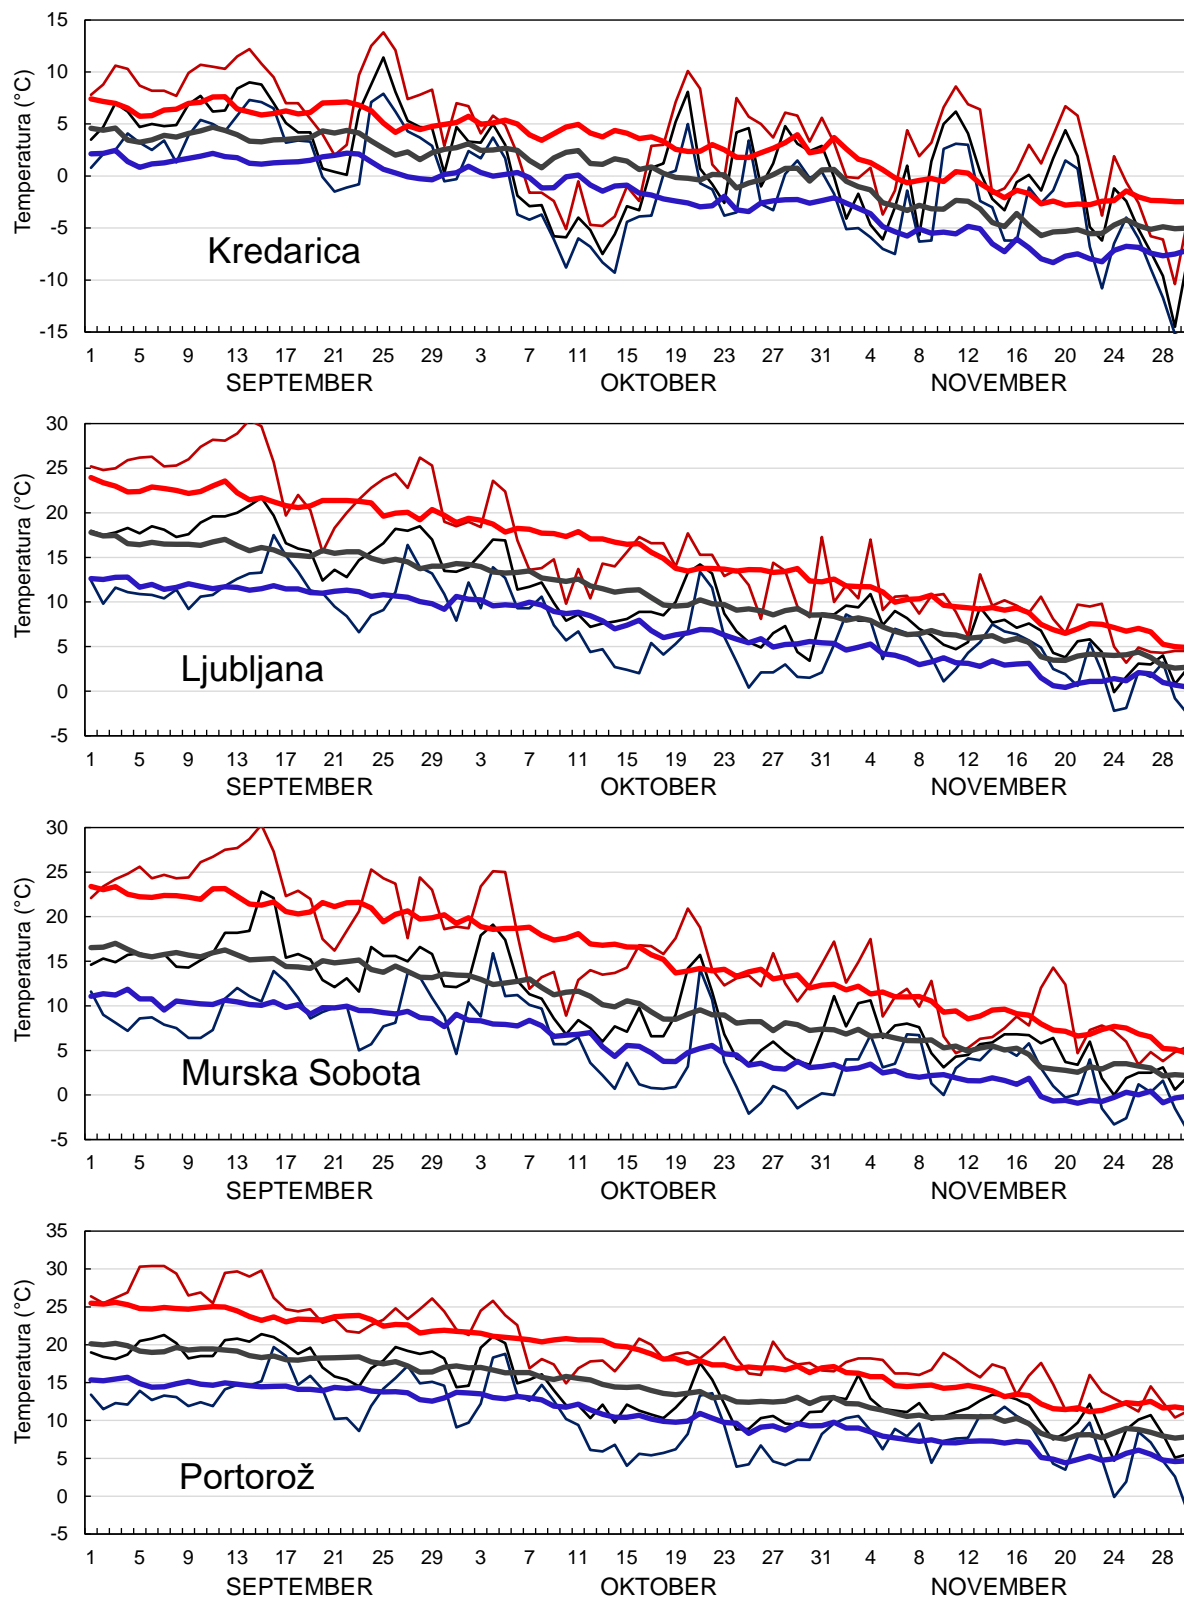 15
10
5
0
-5
-10
-15
Temperatura (°C)
Kredarica
1 5 9 13 17 21 25 29 3 7 11 15 19 23 27 31 4 8 12 16 20 24 28
SEPTEMBER OKTOBER NOVEMBER
30
25
20
15
10
5
0
-5
Temperatura (°C)
Ljubljana
1 5 9 13 17 21 25 29 3 7 11 15 19 23 27 31 4 8 12 16 20 24 28
SEPTEMBER OKTOBER NOVEMBER
30
25
20
15
10
5
0
-5
Temperatura (°C)
Murska Sobota
1 5 9 13 17 21 25 29 3 7 11 15 19 23 27 31 4 8 12 16 20 24 28
SEPTEMBER OKTOBER NOVEMBER
35
30
25
20
15
10
5
0
-5
Temperatura (°C)
Portorož
1 5 9 13 17 21 25 29 3 7 11 15 19 23 27 31 4 8 12 16 20 24 28
SEPTEMBER OKTOBER NOVEMBER